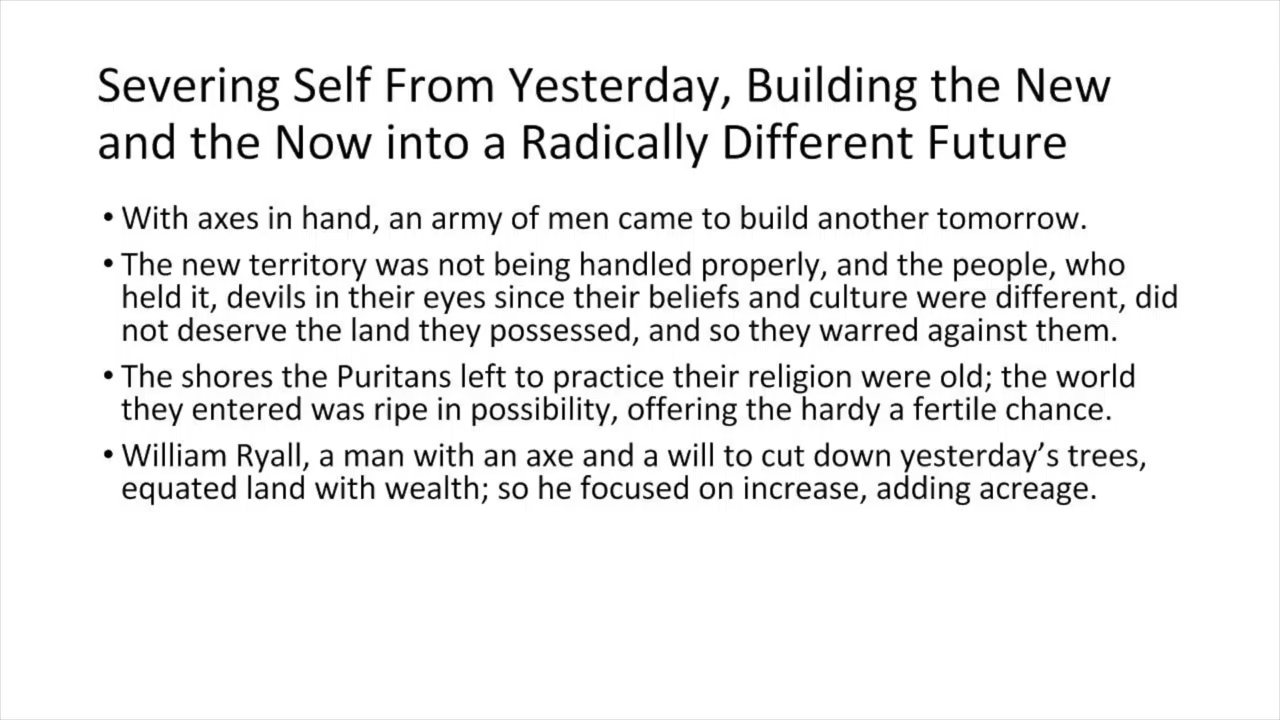 Severing Self From Yesterday, Building the New
and the Now into a Radically Different Future
• With axes in hand, an army of men came to build another tomorrow.
• The new territory was not being handled properly, and the people, who
held it, devils in their eyes since their beliefs and culture were different, did
not deserve the land they possessed, and so they warred against them.
• The shores the Puritans left to practice their religion were old; the world
they entered was ripe in possibility, offering the hardy a fertile chance.
• William Ryall, a man with an axe and a will to cut down yesterday’s trees,
equated land with wealth; so he focused on increase, adding acreage.